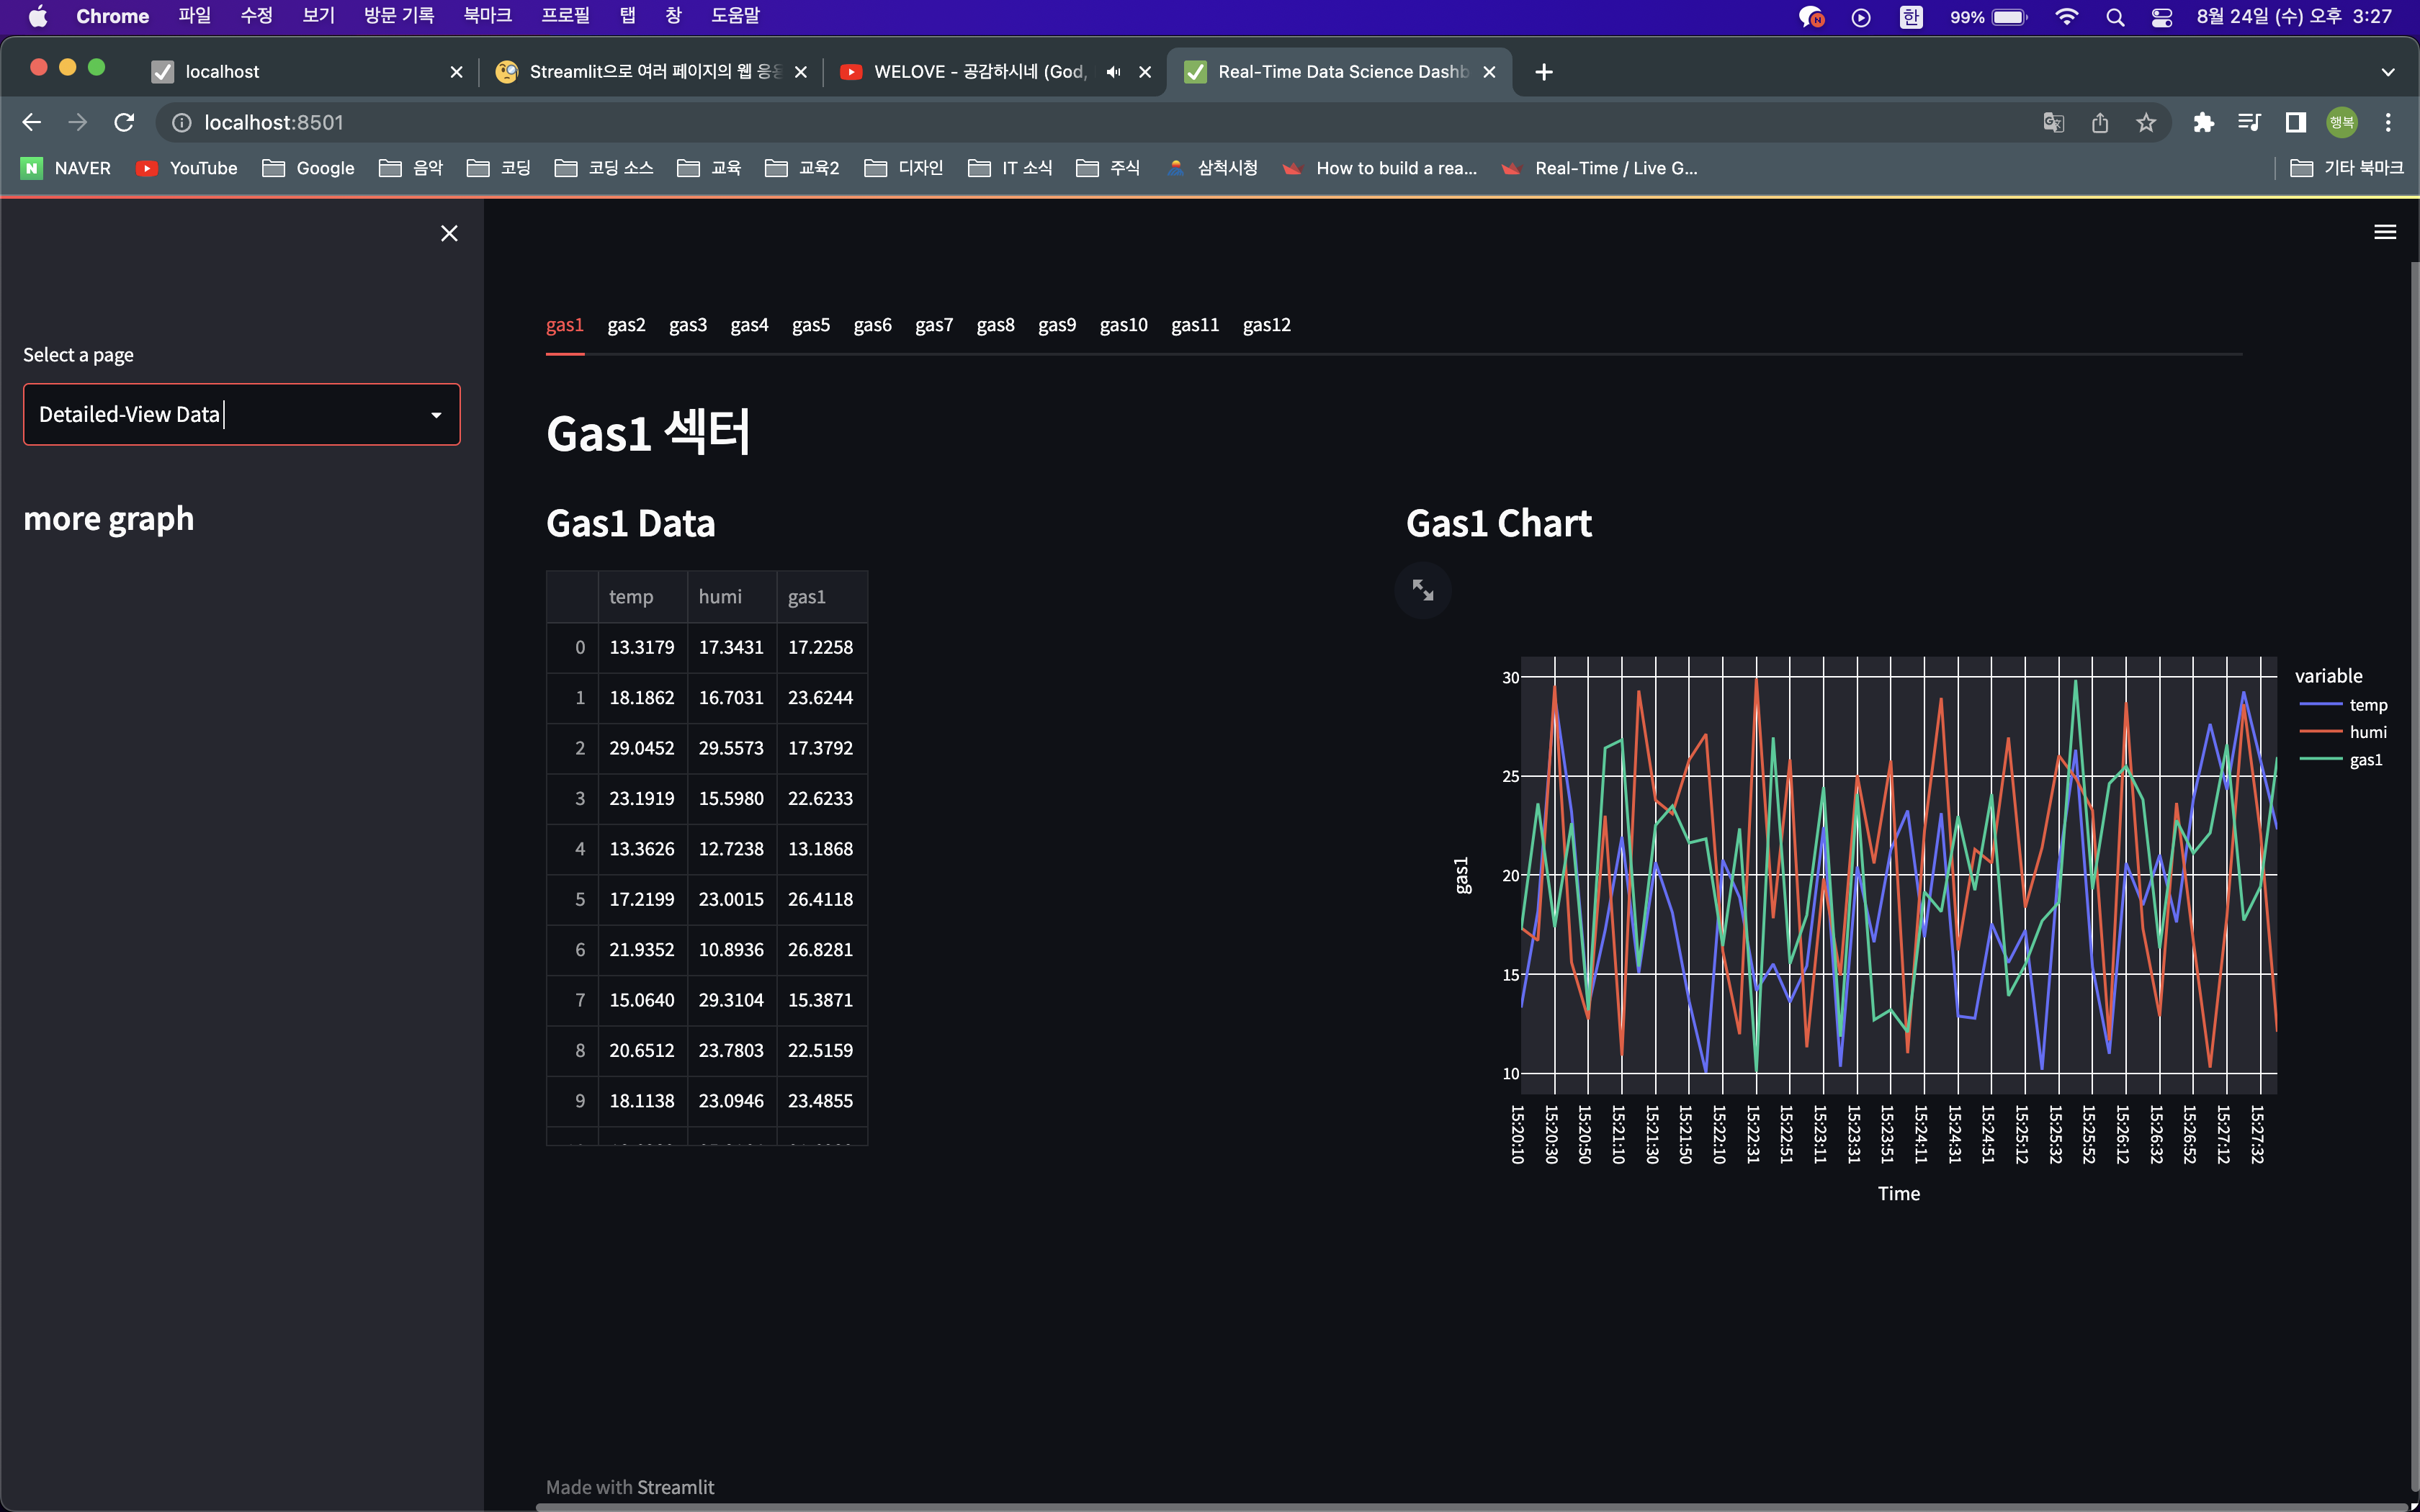 Chrome 파일 수정 보기 방문 기록 북마크 프로필 탭 창 도움말 한 99% 8월 24일 (수) 오후 3:27
localhost Streamlit으로 여러 페이지의 웹 응용 WELOVE - 공감하시네 (God, Real-Time Data Science Dashb
localhost:8501 행복
NAVER YouTube Google 음악 코딩 코딩 소스 교육 교육2 디자인 IT 소식 주식 삼척시청 How to build a rea... Real-Time / Live G... 기타 북마크
gas1 gas2 gas3 gas4 gas5 gas6 gas7 gas8 gas9 gas10 gas11 gas12
Select a page
Detailed-View Data
more graph
Gas1 섹터
Gas1 Data
temp humi gas1
0 13.3179 17.3431 17.2258
1 18.1862 16.7031 23.6244
2 29.0452 29.5573 17.3792
3 23.1919 15.5980 22.6233
4 13.3626 12.7238 13.1868
5 17.2199 23.0015 26.4118
6 21.9352 10.8936 26.8281
7 15.0640 29.3104 15.3871
8 20.6512 23.7803 22.5159
9 18.1138 23.0946 23.4855
Gas1 Chart
variable
temp
humi
gas1
30
25
20
15
10
gas1
15:20:10 15:20:30 15:20:50 15:21:10 15:21:30 15:21:50 15:22:10 15:22:31 15:22:51 15:23:11 15:23:31 15:23:51 15:24:11 15:24:31 15:24:51 15:25:12 15:25:32 15:25:52 15:26:12 15:26:32 15:26:52 15:27:12 15:27:32
Time
Made with Streamlit